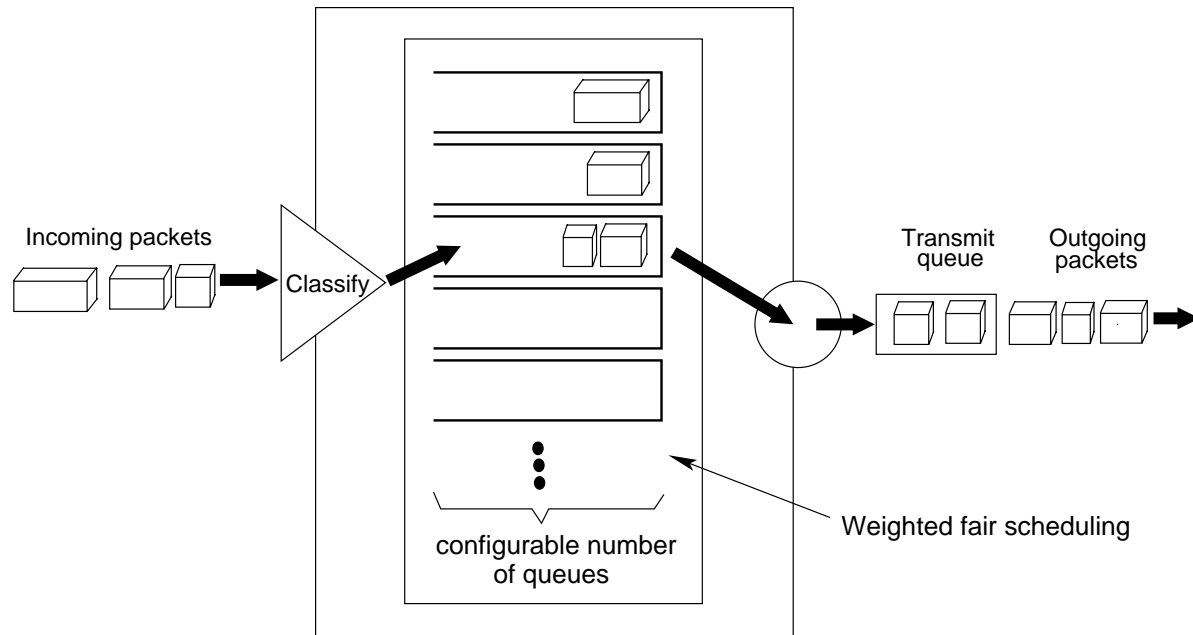 Incoming packets
Classify
Transmit
queue
Outgoing
packets
Weighted fair scheduling
configurable number
of queues